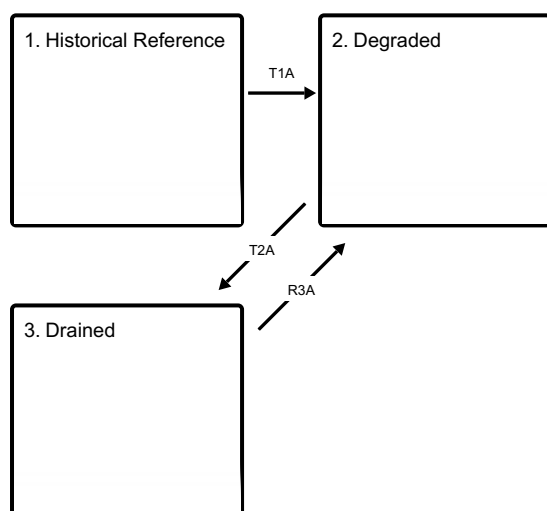 1. Historical Reference
T1A
2. Degraded
T2A
R3A
3. Drained